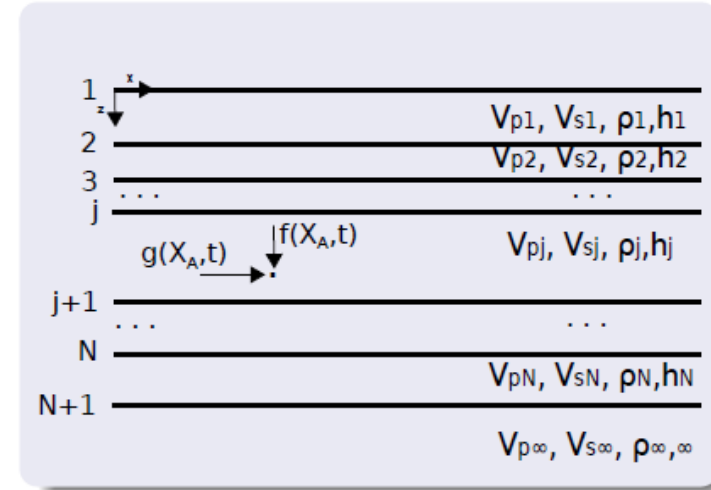 1 x
z
Vp1, Vs1, ρ1,h1
2
Vp2, Vs2, ρ2,h2
3
. . . . . .
j
g(XA,t) f(XA,t) Vpj, Vsj, ρj,hj
j+1
. . . . . .
N
VpN, VsN, ρN,hN
N+1
Vp∞, Vs∞, ρ∞,∞